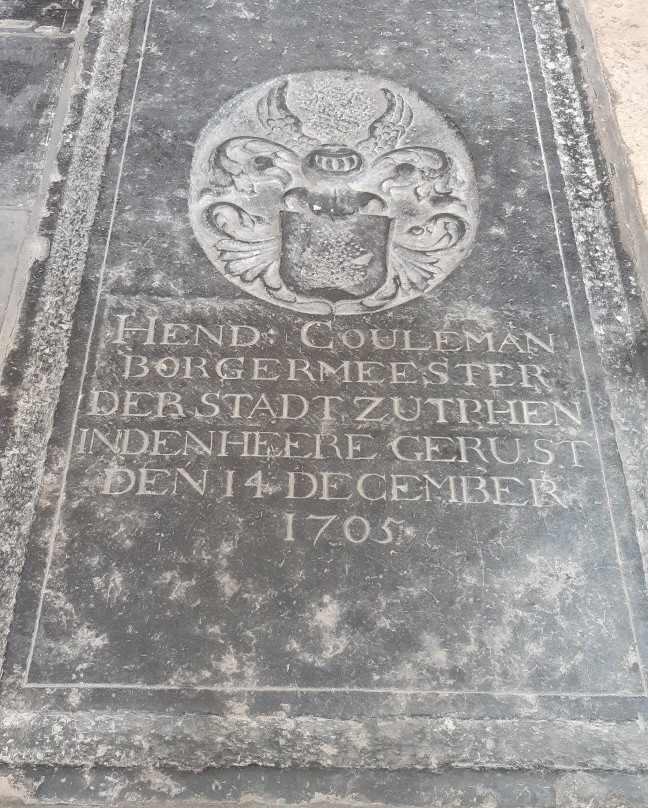 HEND: COULEMAN
BORGERMEESTER
DER STADT ZUTPHEN
INDENHEERE GERUST
DEN 14 DECEMBER
1705